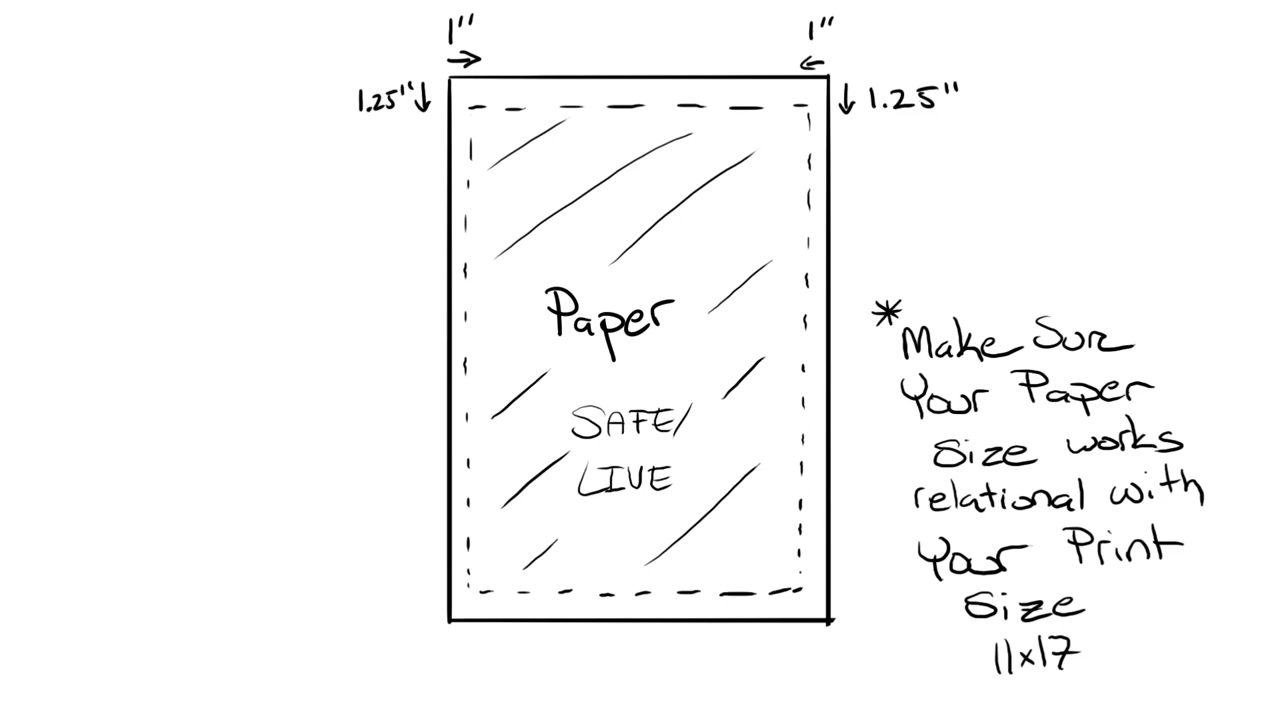 1" 1"
1.25" 1.25"
Paper
SAFE/
LIVE
*Make Sure
Your Paper
Size works
relational with
Your Print
Size
11x17